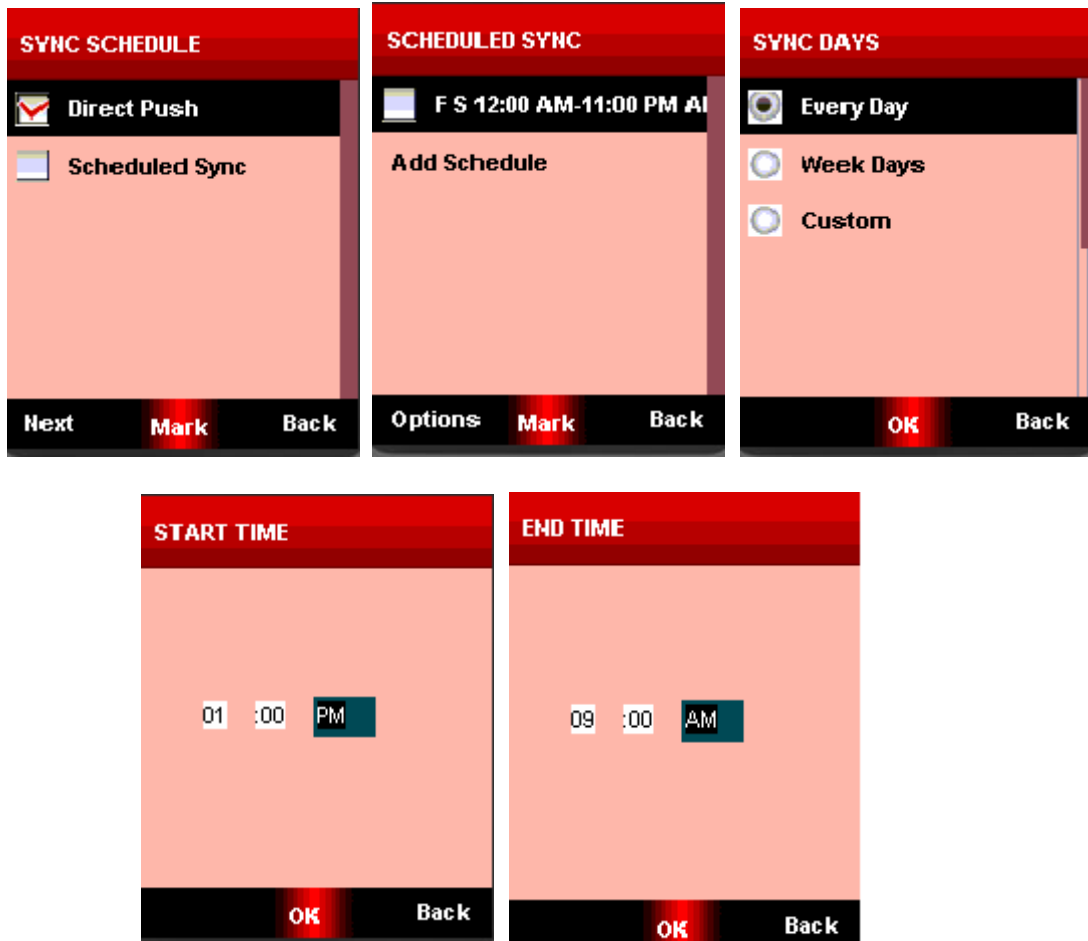 SYNC SCHEDULE
Direct Push
Scheduled Sync
Next Mark Back
SCHEDULED SYNC
F S 12:00 AM-11:00 PM Al
Add Schedule
Options Mark Back
SYNC DAYS
Every Day
Week Days
Custom
OK Back
START TIME
01 :00 PM
OK Back
END TIME
09 :00 AM
OK Back